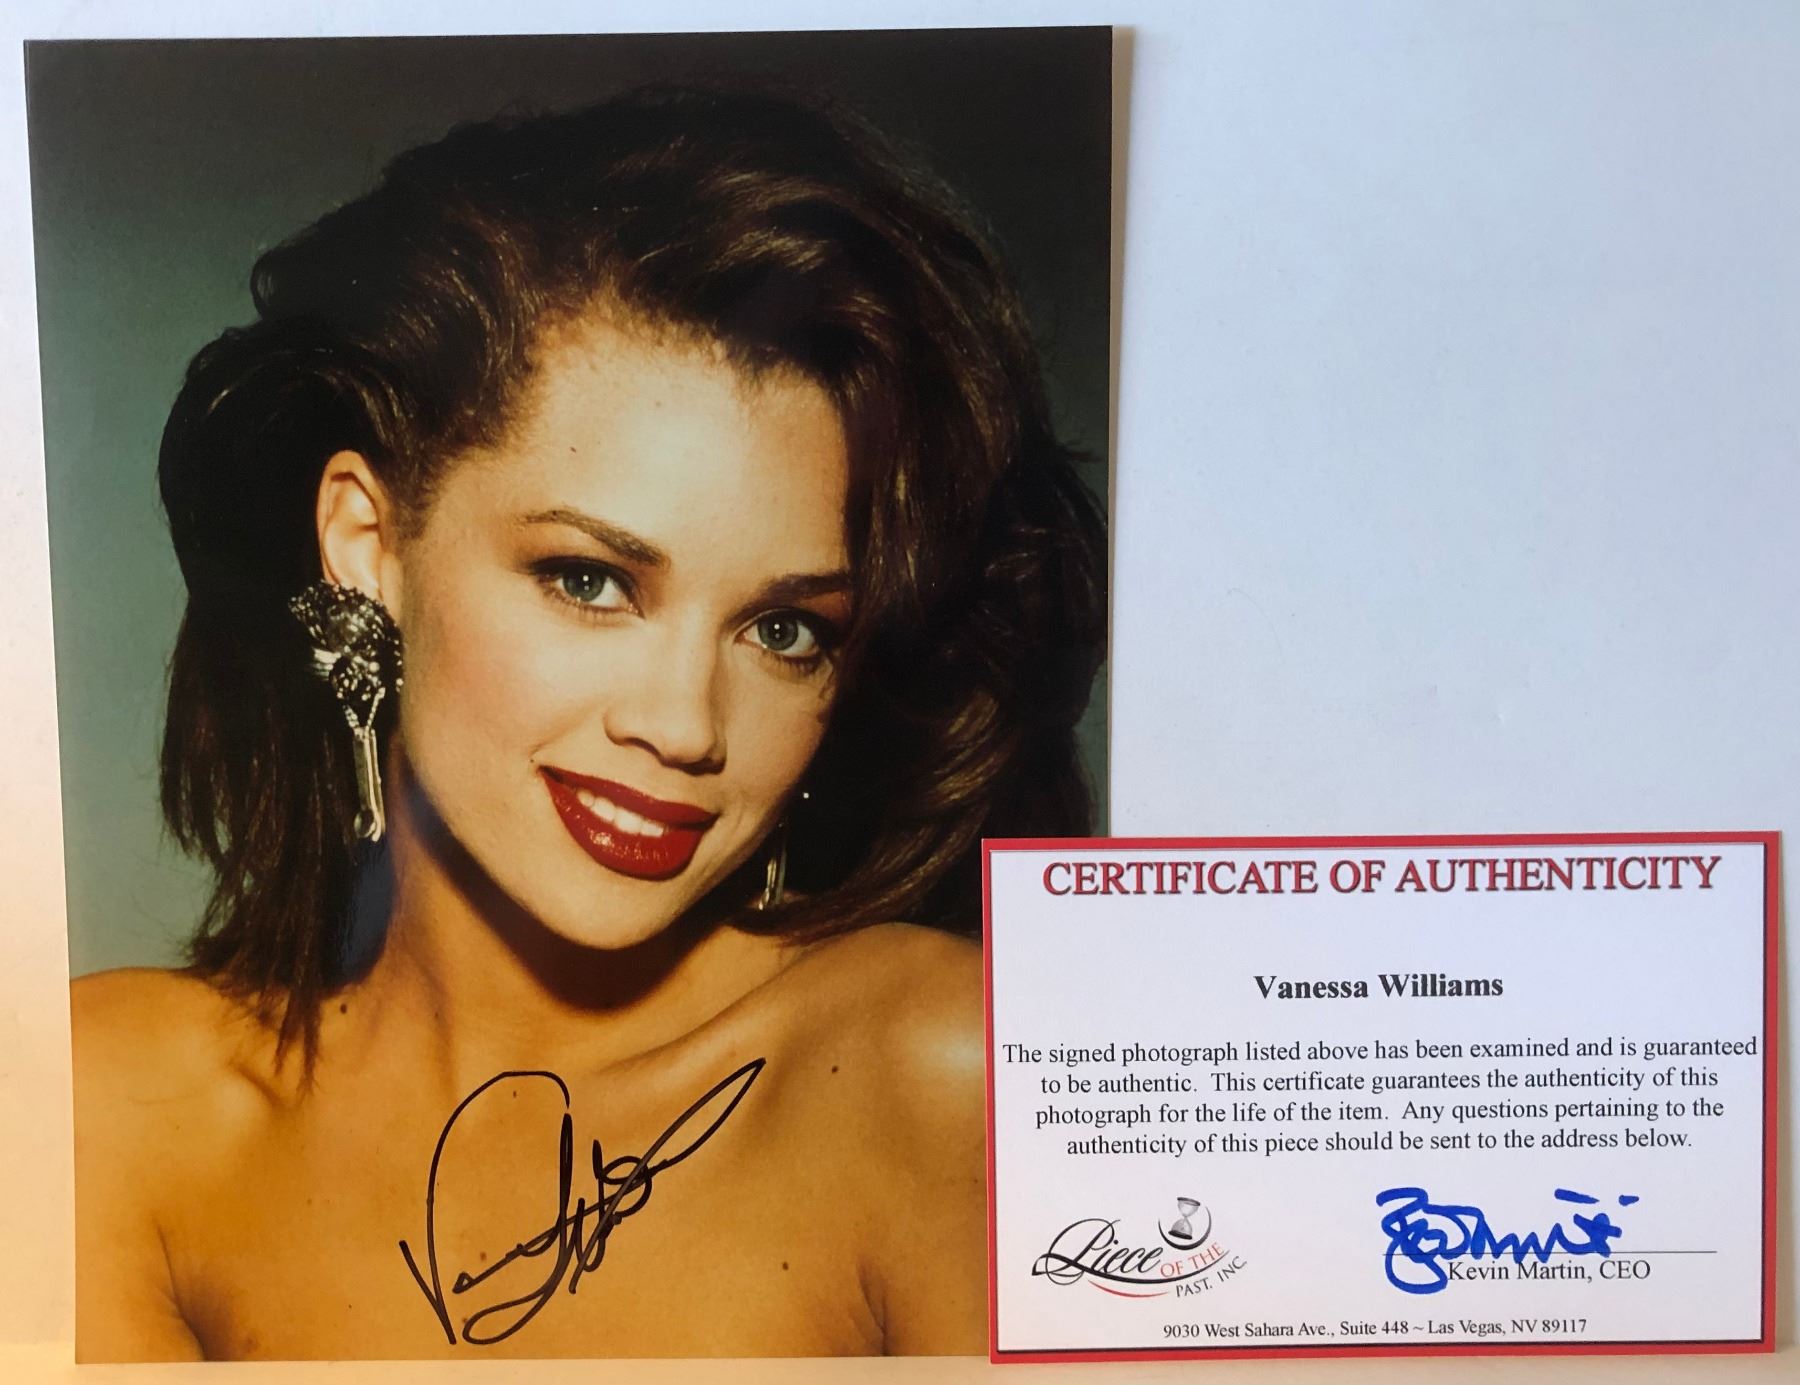 CERTIFICATE OF AUTHENTICITY
Vanessa Williams
The signed photograph listed above has been examined and is guaranteed
to be authentic. This certificate guarantees the authenticity of this
photograph for the life of the item. Any questions pertaining to the
authenticity of this piece should be sent to the address below.
Piece
OF THE
PAST, INC.
Kevin Martin, CEO
9030 West Sahara Ave., Suite 448 ~ Las Vegas, NV 89117